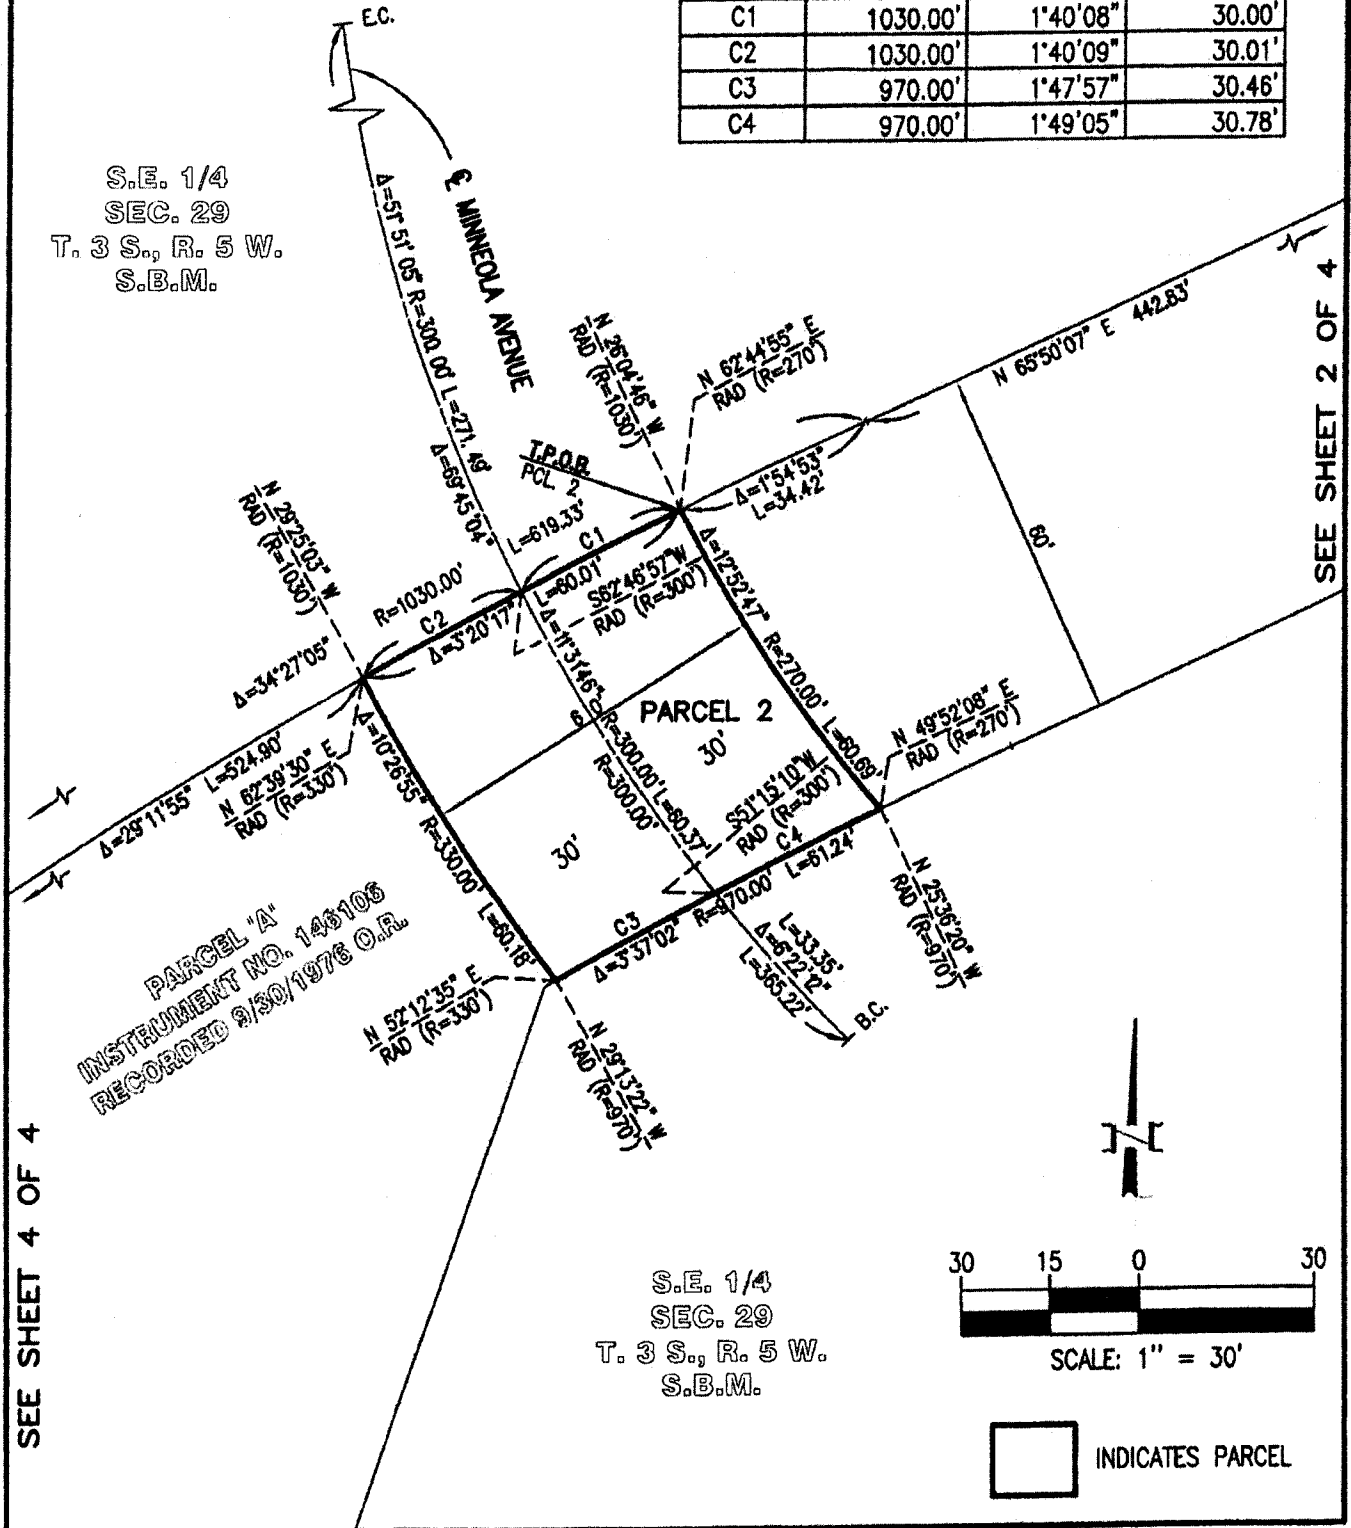 C1 1030.00' 1°40'08" 30.00'
C2 1030.00' 1°40'09" 30.01'
C3 970.00' 1°47'57" 30.46'
C4 970.00' 1°49'05" 30.78'
E.C.
S.E. 1/4
SEC. 29
T. 3 S., R. 5 W.
S.B.M.
℄ MINNEOLA AVENUE
Δ=51°51'05" R=300.00' L=271.49'
Δ=69°45'04"
N 26°04'46" W
RAD (R=1030')
N 62°44'55" E
RAD (R=270')
N 65°50'07" E 442.83'
SEE SHEET 2 OF 4
T.P.O.B.
PCL. 2
Δ=1°54'53"
L=34.42'
60'
N 29°25'03" W
RAD (R=1030')
L=619.33'
C1
L=60.01'
R=1030.00'
C2
Δ=3°20'17"
S62°46'57"W
RAD (R=300')
Δ=12°52'47" R=270.00' L=60.69'
Δ=34°27'05"
Δ=11°31'46" R=300.00' L=60.37'
R=300.00'
60'
PARCEL 2
30'
30'
N 49°52'08" E
RAD (R=270')
L=524.90'
Δ=29°11'55"
N 62°39'30" E
RAD (R=330')
Δ=10°26'55" R=330.00' L=60.18'
S51°15'10"W
RAD (R=300')
C4
R=970.00' L=61.24'
C3
Δ=3°37'02"
N 25°36'20" W
RAD (R=970')
L=33.35'
Δ=6°22'12"
L=365.22'
B.C.
PARCEL 'A'
INSTRUMENT NO. 146106
RECORDED 9/30/1976 O.R.
N 52°12'35" E
RAD (R=330')
N 29°13'22" W
RAD (R=970')
SEE SHEET 4 OF 4
N
S.E. 1/4
SEC. 29
T. 3 S., R. 5 W.
S.B.M.
30 15 0 30
SCALE: 1" = 30'
INDICATES PARCEL